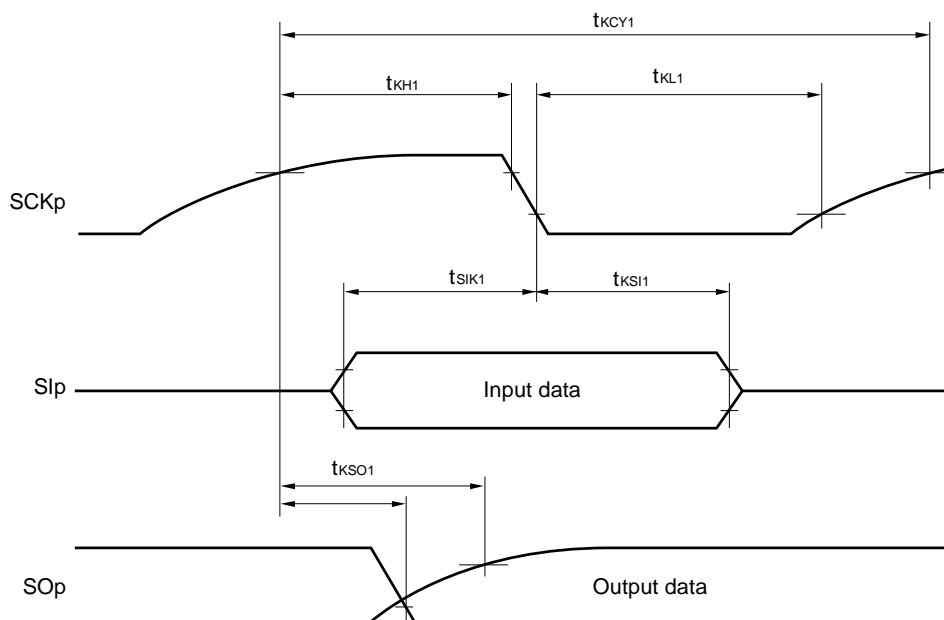 tKCY1
tKH1
tKL1
SCKp
tSIK1
tKSI1
SIp
Input data
tKSO1
SOp
Output data